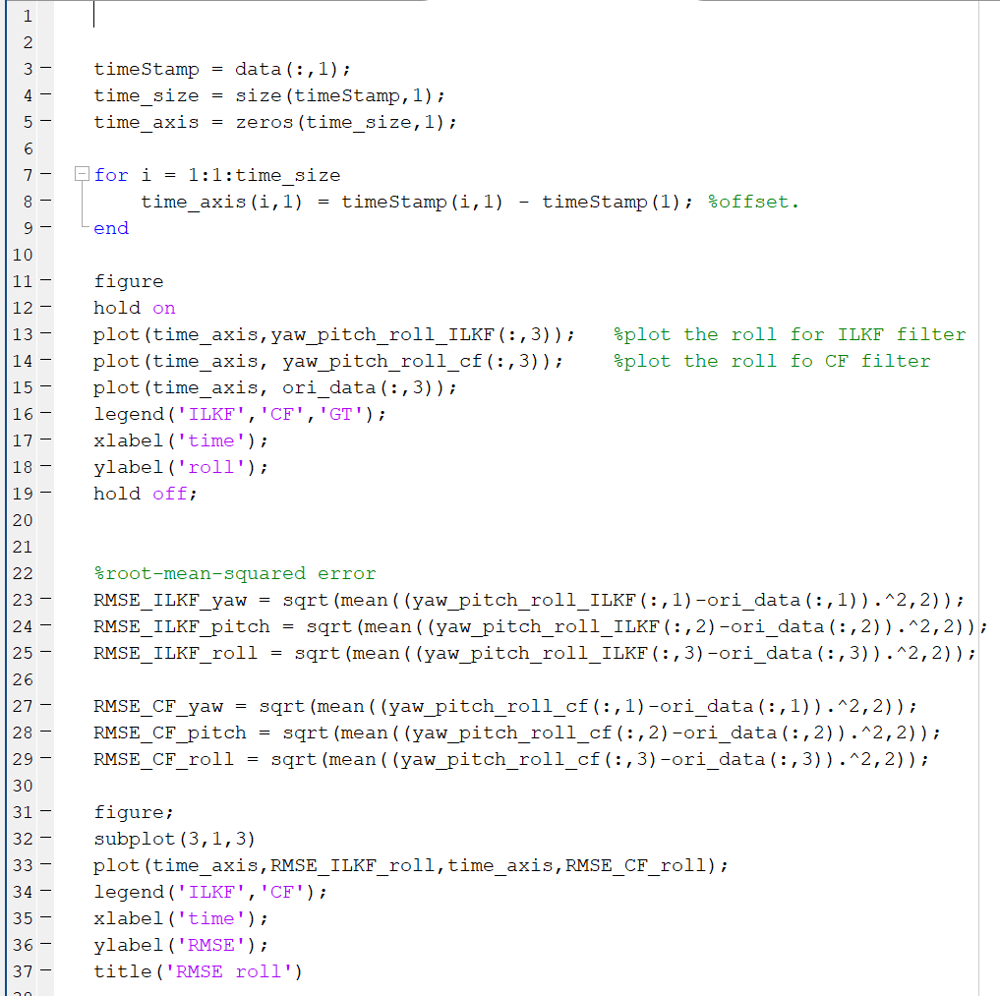 1
2
3 timeStamp = data(:,1);
4 time_size = size(timeStamp,1);
5 time_axis = zeros(time_size,1);
6
7 for i = 1:1:time_size
8 time_axis(i,1) = timeStamp(i,1) - timeStamp(1); %offset.
9 end
10
11 figure
12 hold on
13 plot(time_axis,yaw_pitch_roll_ILKF(:,3)); %plot the roll for ILKF filter
14 plot(time_axis, yaw_pitch_roll_cf(:,3)); %plot the roll fo CF filter
15 plot(time_axis, ori_data(:,3));
16 legend('ILKF','CF','GT');
17 xlabel('time');
18 ylabel('roll');
19 hold off;
20
21
22 %root-mean-squared error
23 RMSE_ILKF_yaw = sqrt(mean((yaw_pitch_roll_ILKF(:,1)-ori_data(:,1)).^2,2));
24 RMSE_ILKF_pitch = sqrt(mean((yaw_pitch_roll_ILKF(:,2)-ori_data(:,2)).^2,2));
25 RMSE_ILKF_roll = sqrt(mean((yaw_pitch_roll_ILKF(:,3)-ori_data(:,3)).^2,2));
26
27 RMSE_CF_yaw = sqrt(mean((yaw_pitch_roll_cf(:,1)-ori_data(:,1)).^2,2));
28 RMSE_CF_pitch = sqrt(mean((yaw_pitch_roll_cf(:,2)-ori_data(:,2)).^2,2));
29 RMSE_CF_roll = sqrt(mean((yaw_pitch_roll_cf(:,3)-ori_data(:,3)).^2,2));
30
31 figure;
32 subplot(3,1,3)
33 plot(time_axis,RMSE_ILKF_roll,time_axis,RMSE_CF_roll);
34 legend('ILKF','CF');
35 xlabel('time');
36 ylabel('RMSE');
37 title('RMSE roll')